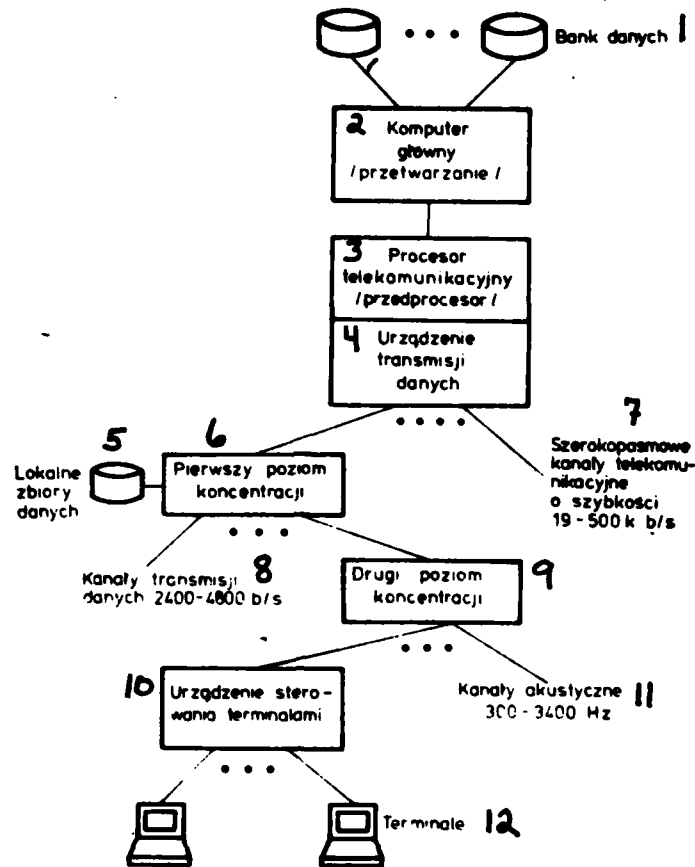 Bank danych 1
2 Komputer
główny
/przetwarzanie/
3 Procesor
telekomunikacyjny
/przedprocesor/
4 Urządzenie
transmisji
danych
7
Szerokopasmowe
kanały telekomu-
nikacyjne
o szybkości
19-500 k b/s
5
Lokalne
zbiory
danych
6
Pierwszy poziom
koncentracji
Kanały transmisji 8
danych 2400-4800 b/s
Drugi poziom 9
koncentracji
10 Urządzenie stero-
wania terminalami
Kanały akustyczne 11
300-3400 Hz
Terminale 12